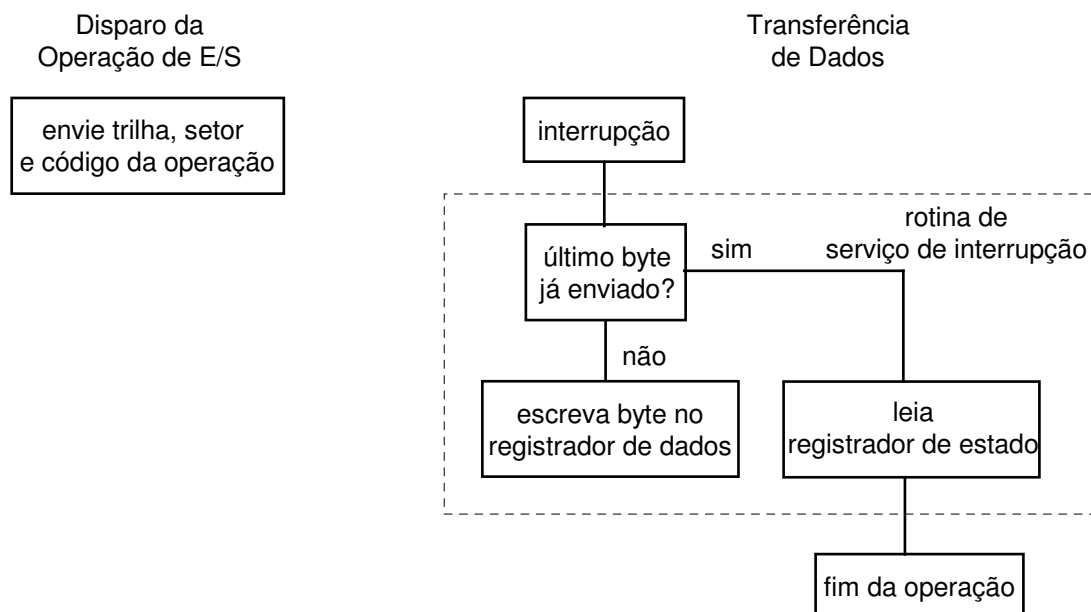 Disparo da
Operação de E/S
envie trilha, setor
e código da operação
Transferência
de Dados
interrupção
rotina de
serviço de interrupção
último byte
já enviado?
sim
não
escreva byte no
registrador de dados
leia
registrador de estado
fim da operação